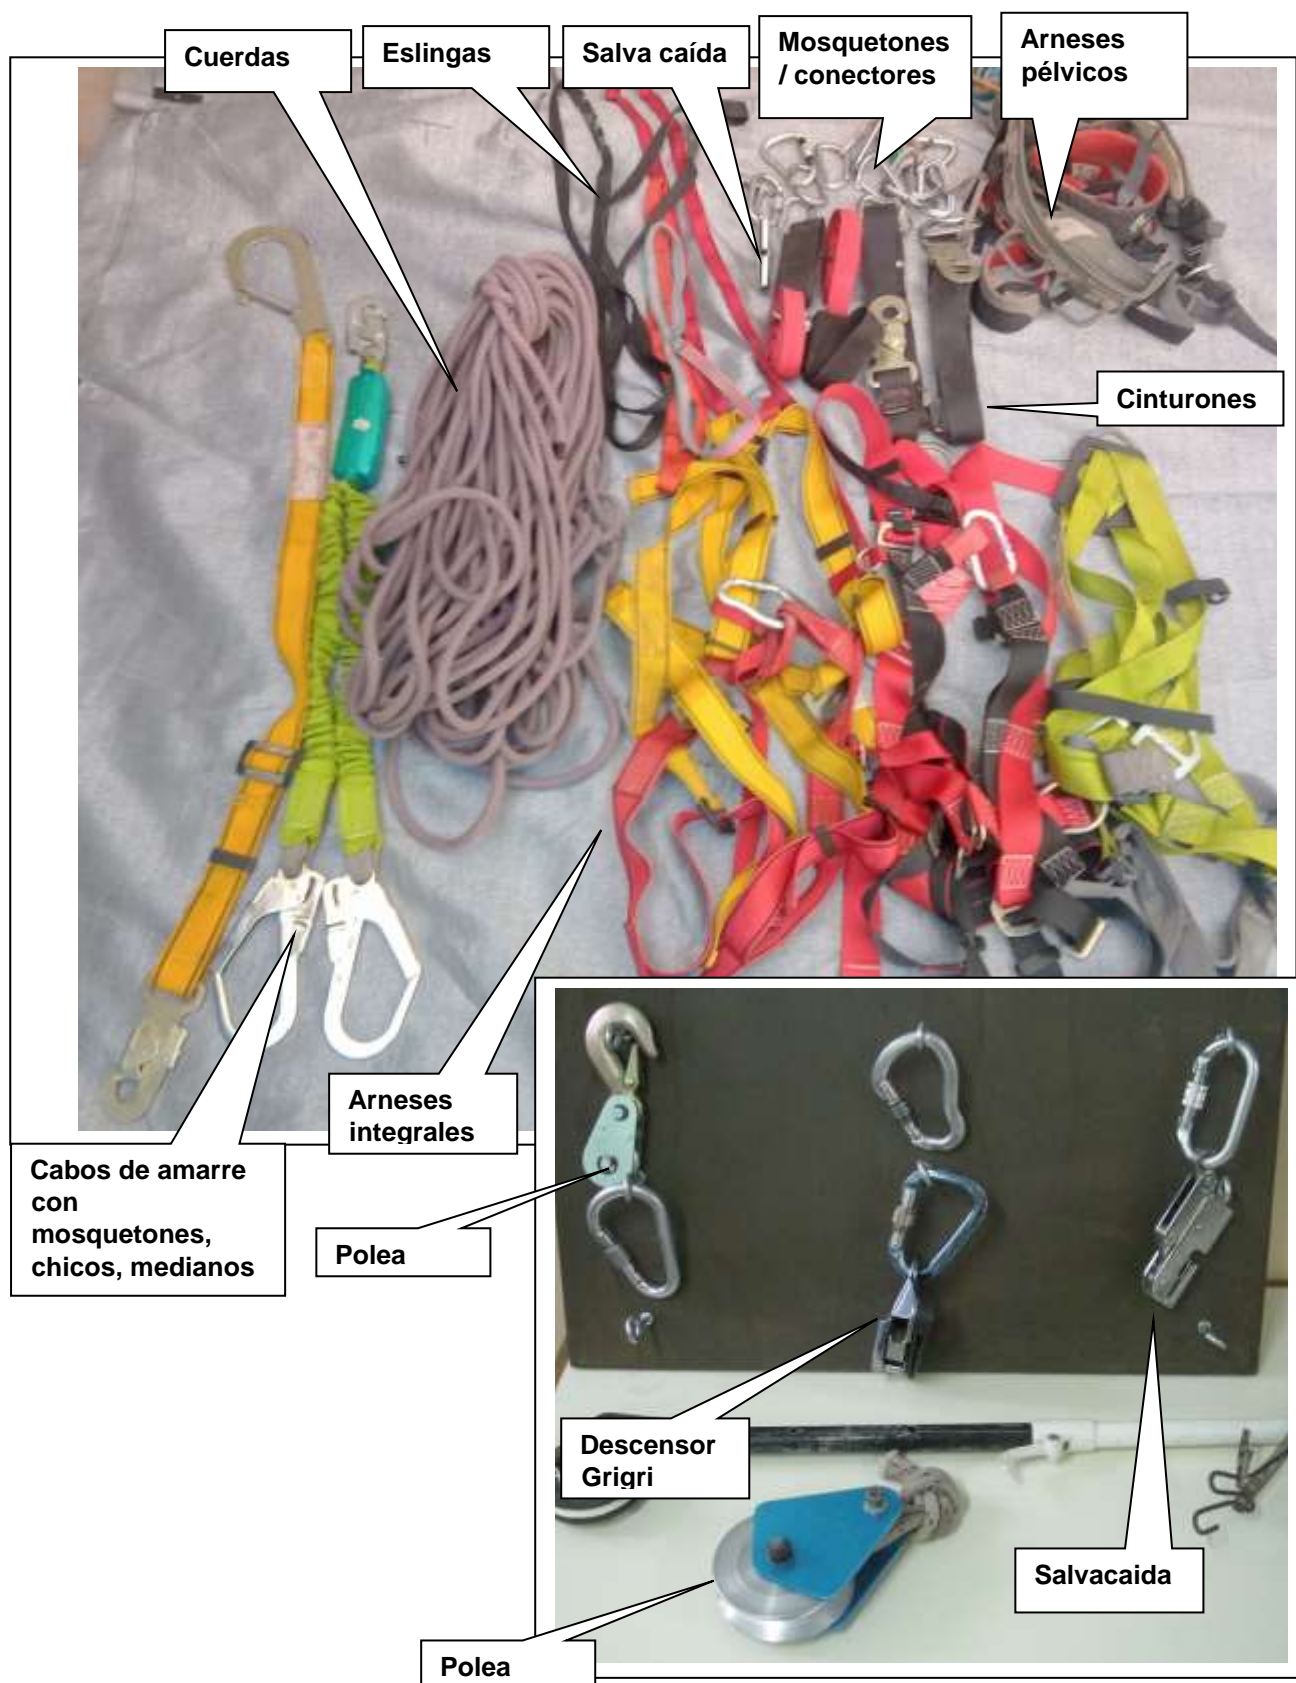 Cuerdas
Eslingas
Salva caída
Mosquetones
/ conectores
Arneses
pélvicos
Cinturones
Arneses
integrales
Cabos de amarre
con
mosquetones,
chicos, medianos
Polea
Descensor
Grigri
Salvacaida
Polea